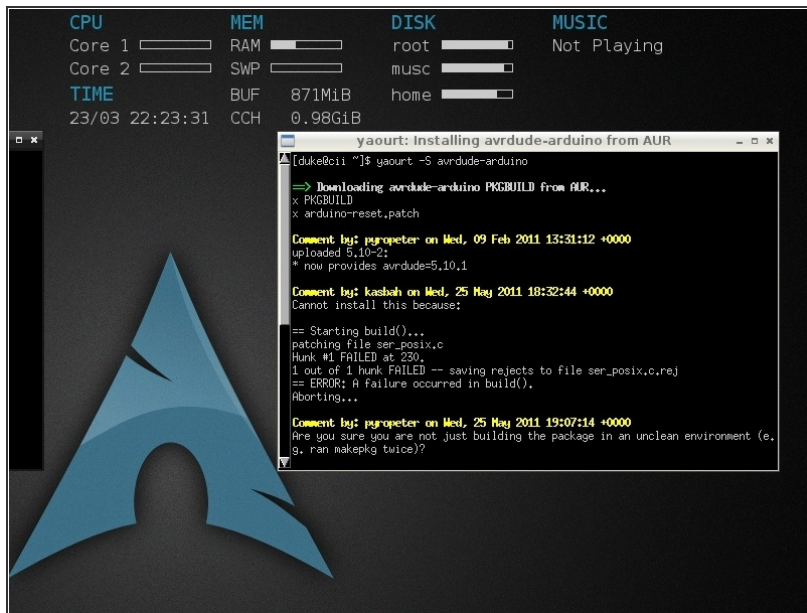 CPU MEM DISK MUSIC
Core 1 RAM root Not Playing
Core 2 SWP musc
TIME BUF 871MiB home
23/03 22:23:31 CCH 0.98GiB
yaourt: Installing avrdude-arduino from AUR
[duke@cii ~]$ yaourt -S avrdude-arduino
==> Downloading avrdude-arduino PKGBUILD from AUR...
x PKGBUILD
x arduino-reset.patch
Comment by: pyropeter on Wed, 09 Feb 2011 13:31:12 +0000
uploaded 5.10-2:
* now provides avrdude=5.10.1
Comment by: kasbah on Wed, 25 May 2011 18:32:44 +0000
Cannot install this because:
== Starting build()...
patching file ser_posix.c
Hunk #1 FAILED at 230.
1 out of 1 hunk FAILED -- saving rejects to file ser_posix.c.rej
== ERROR: A failure occurred in build().
Aborting...
Comment by: pyropeter on Wed, 25 May 2011 19:07:14 +0000
Are you sure you are not just building the package in an unclean environment (e.
g. ran makepkg twice)?